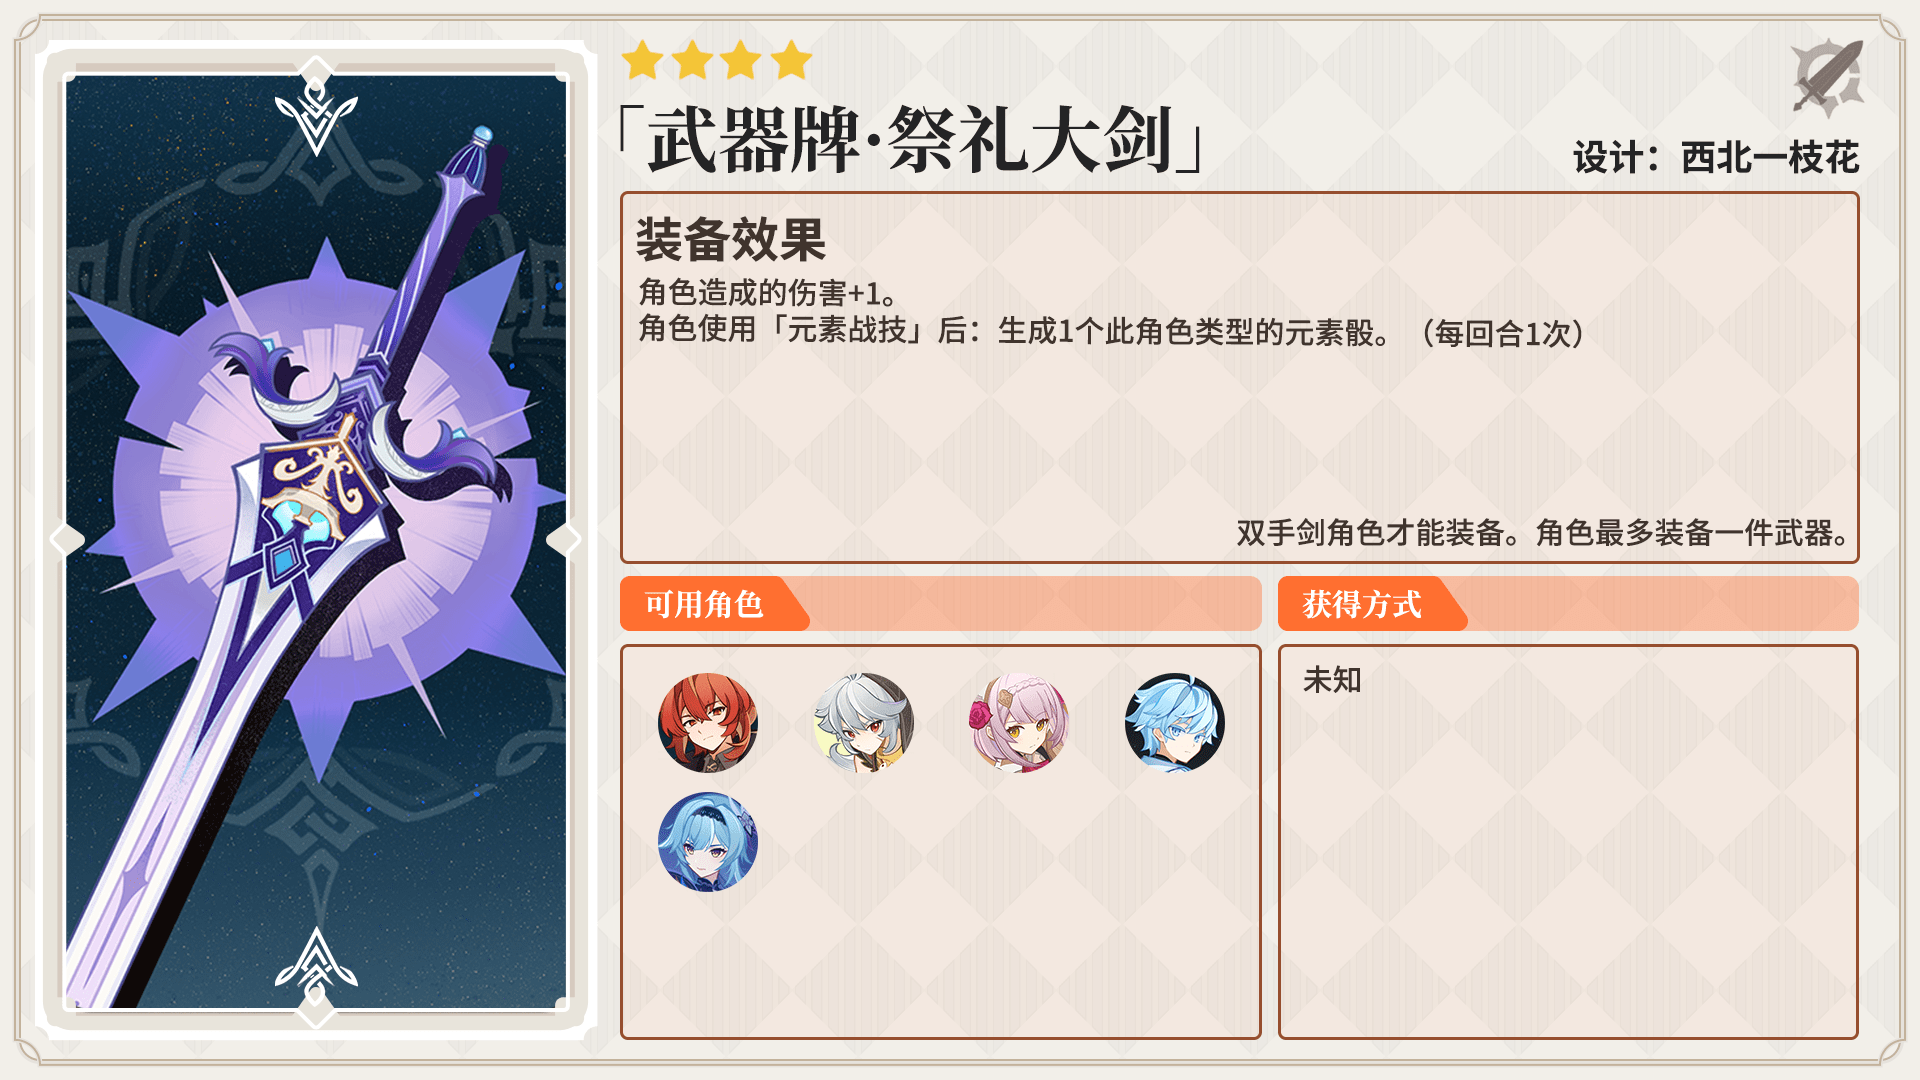 「武器牌·祭礼大剑」
设计：西北一枝花
装备效果
角色造成的伤害+1。
角色使用「元素战技」后：生成1个此角色类型的元素骰。（每回合1次）
双手剑角色才能装备。角色最多装备一件武器。
可用角色
获得方式
未知